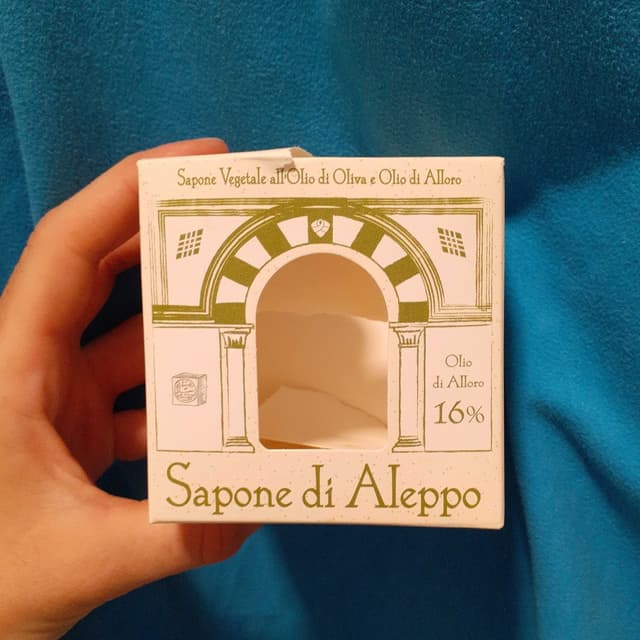 Sapone Vegetale all'Olio di Oliva e Olio di Alloro
Olio
di Alloro
16%
Sapone di Aleppo